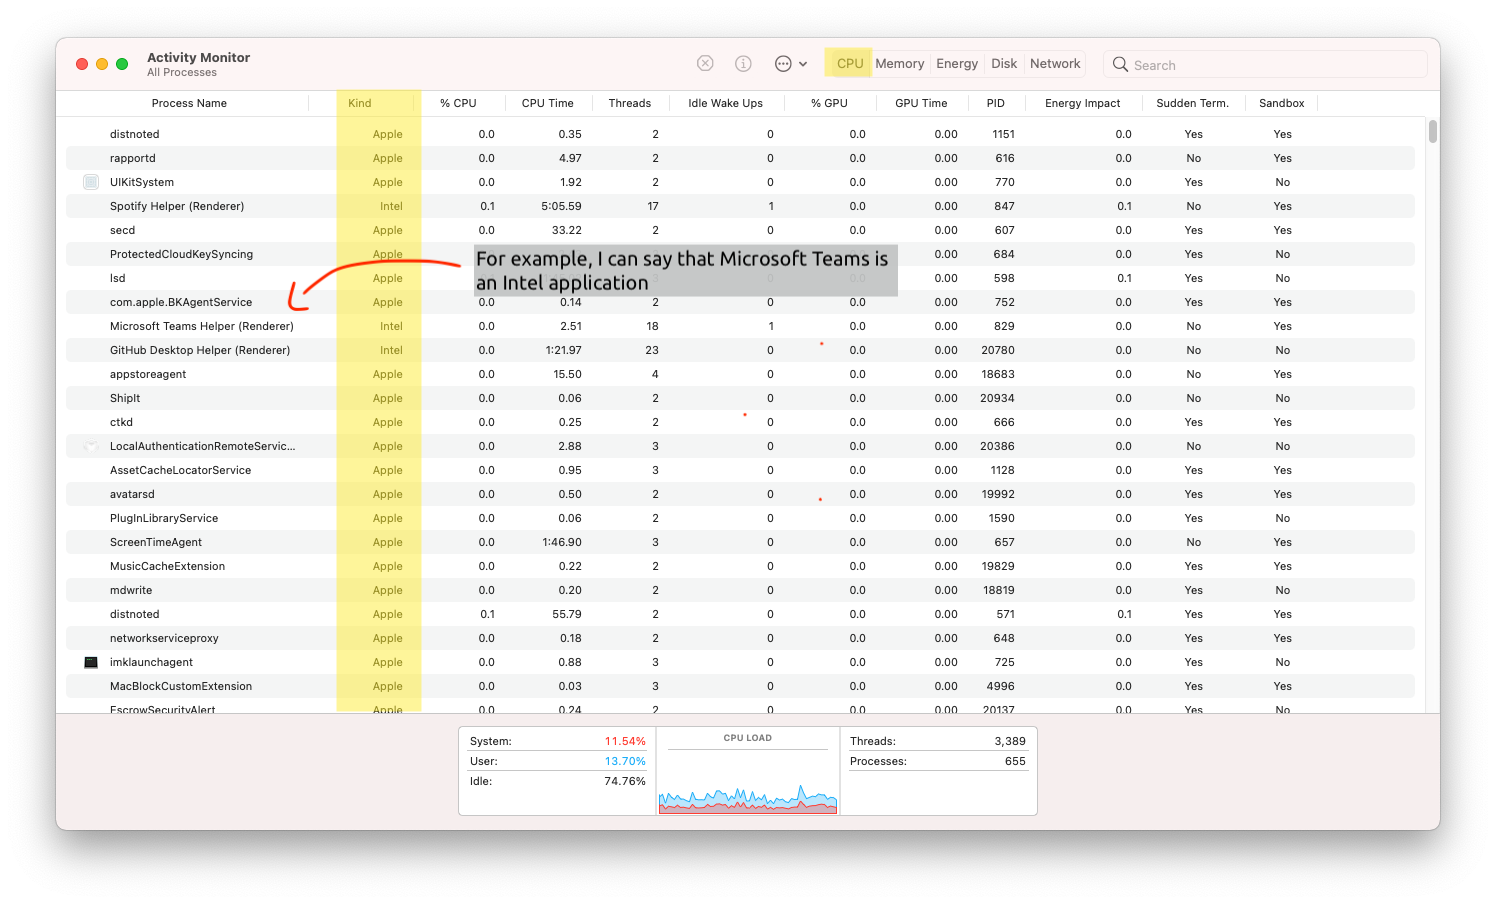 Activity Monitor
All Processes
CPU Memory Energy Disk Network Search
Process Name Kind % CPU CPU Time Threads Idle Wake Ups % GPU GPU Time PID Energy Impact Sudden Term. Sandbox
distnoted Apple 0.0 0.35 2 0 0.0 0.00 1151 0.0 Yes Yes
rapportd Apple 0.0 4.97 2 0 0.0 0.00 616 0.0 No Yes
UIKitSystem Apple 0.0 1.92 2 0 0.0 0.00 770 0.0 Yes No
Spotify Helper (Renderer) Intel 0.1 5:05.59 17 1 0.0 0.00 847 0.1 No Yes
secd Apple 0.0 33.22 2 0 0.0 0.00 607 0.0 Yes Yes
ProtectedCloudKeySyncing Apple 0.00 684 0.0 Yes No
For example, I can say that Microsoft Teams is
an Intel application
lsd Apple 0.00 598 0.1 Yes No
com.apple.BKAgentService Apple 0.0 0.14 2 0 0.0 0.00 752 0.0 Yes Yes
Microsoft Teams Helper (Renderer) Intel 0.0 2.51 18 1 0.0 0.00 829 0.0 No Yes
GitHub Desktop Helper (Renderer) Intel 0.0 1:21.97 23 0 0.0 0.00 20780 0.0 No No
appstoreagent Apple 0.0 15.50 4 0 0.0 0.00 18683 0.0 No Yes
ShipIt Apple 0.0 0.06 2 0 0.0 0.00 20934 0.0 No No
ctkd Apple 0.0 0.25 2 0 0.0 0.00 666 0.0 Yes Yes
LocalAuthenticationRemoteServic... Apple 0.0 2.88 3 0 0.0 0.00 20386 0.0 No No
AssetCacheLocatorService Apple 0.0 0.95 3 0 0.0 0.00 1128 0.0 Yes Yes
avatarsd Apple 0.0 0.50 2 0 0.0 0.00 19992 0.0 Yes Yes
PlugInLibraryService Apple 0.0 0.06 2 0 0.0 0.00 1590 0.0 Yes No
ScreenTimeAgent Apple 0.0 1:46.90 3 0 0.0 0.00 657 0.0 No Yes
MusicCacheExtension Apple 0.0 0.22 2 0 0.0 0.00 19829 0.0 Yes Yes
mdwrite Apple 0.0 0.20 2 0 0.0 0.00 18819 0.0 Yes No
distnoted Apple 0.1 55.79 2 0 0.0 0.00 571 0.1 Yes Yes
networkserviceproxy Apple 0.0 0.18 2 0 0.0 0.00 648 0.0 Yes Yes
imklaunchagent Apple 0.0 0.88 3 0 0.0 0.00 725 0.0 Yes No
MacBlockCustomExtension Apple 0.0 0.03 3 0 0.0 0.00 4996 0.0 Yes Yes
EscrowSecurityAlert Apple 0.0 0.24 2 0 0.0 0.00 20137 0.0 Yes No
System: 11.54% CPU LOAD Threads: 3,389
User: 13.70% Processes: 655
Idle: 74.76%